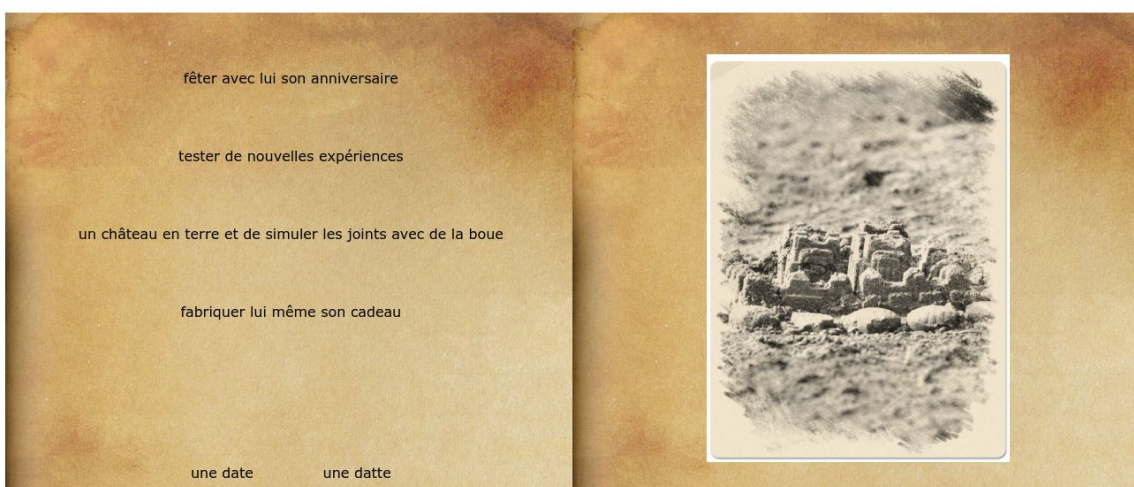 fêter avec lui son anniversaire
tester de nouvelles expériences
un château en terre et de simuler les joints avec de la boue
fabriquer lui même son cadeau
une date une datte